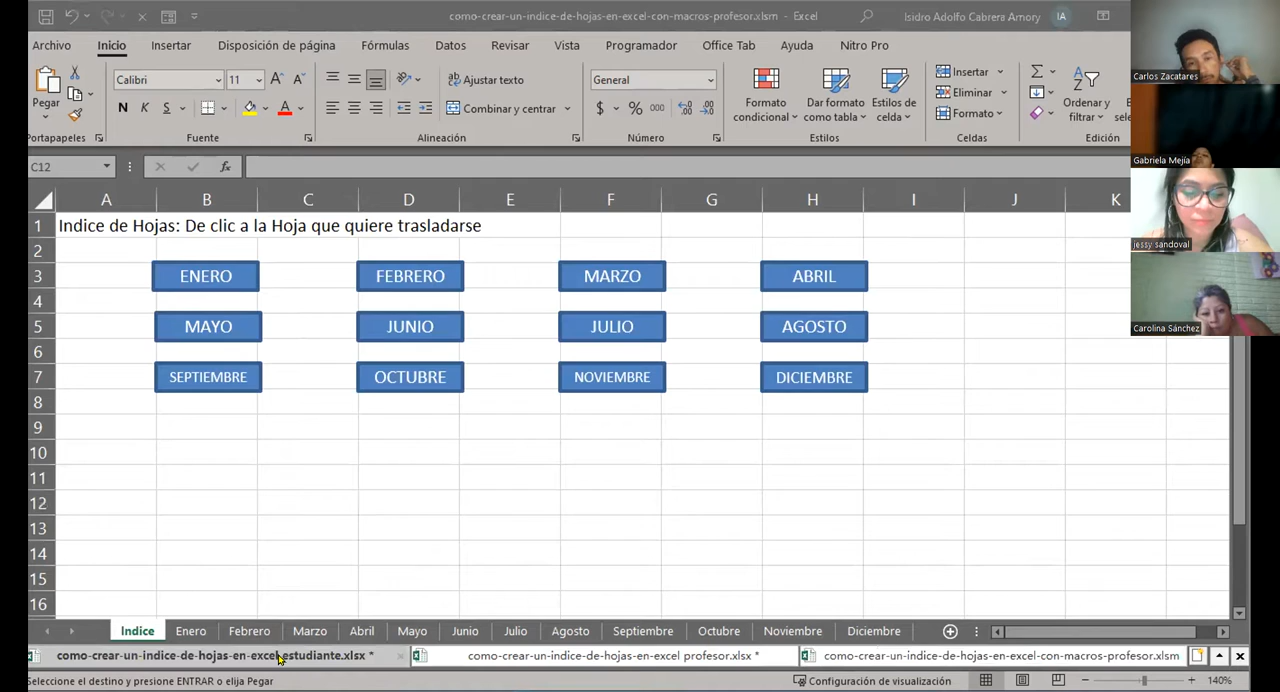 como-crear-un-indice-de-hojas-en-excel-con-macros-profesor.xlsm - Excel
Isidro Adolfo Cabrera Amory
IA
Archivo Inicio Insertar Disposición de página Fórmulas Datos Revisar Vista Programador Office Tab Ayuda Nitro Pro
Pegar
Calibri 11
N K S
Ajustar texto
Combinar y centrar
General
$ % 000
Formato condicional
Dar formato como tabla
Estilos de celda
Insertar
Eliminar
Formato
Ordenar y filtrar
Portapapeles Fuente Alineación Número Estilos Celdas Edición
C12
fx
A B C D E F G H I J K
1 Indice de Hojas: De clic a la Hoja que quiere trasladarse
2
3 ENERO FEBRERO MARZO ABRIL
4
5 MAYO JUNIO JULIO AGOSTO
6
7 SEPTIEMBRE OCTUBRE NOVIEMBRE DICIEMBRE
8
9
10
11
12
13
14
15
16
Indice Enero Febrero Marzo Abril Mayo Junio Julio Agosto Septiembre Octubre Noviembre Diciembre
como-crear-un-indice-de-hojas-en-excel estudiante.xlsx * como-crear-un-indice-de-hojas-en-excel profesor.xlsx * como-crear-un-indice-de-hojas-en-excel-con-macros-profesor.xlsm
Seleccione el destino y presione ENTRAR o elija Pegar
Configuración de visualización
140%
Carlos Zacatares
Gabriela Mejía
jessy sandoval
Carolina Sánchez